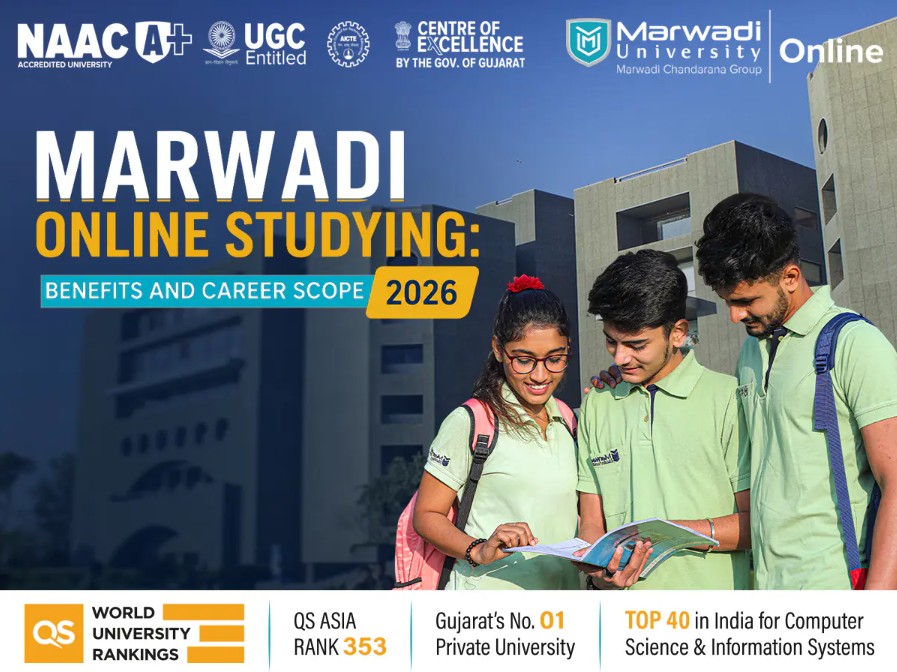 NAAC A+
ACCREDITED UNIVERSITY
UGC
Entitled
AICTE
CENTRE OF
EXCELLENCE
BY THE GOV. OF GUJARAT
Marwadi
University
Marwadi Chandarana Group
Online
MARWADI
ONLINE STUDYING:
BENEFITS AND CAREER SCOPE
2026
QS
WORLD
UNIVERSITY
RANKINGS
QS ASIA
RANK 353
Gujarat's No. 01
Private University
TOP 40 in India for Computer
Science & Information Systems